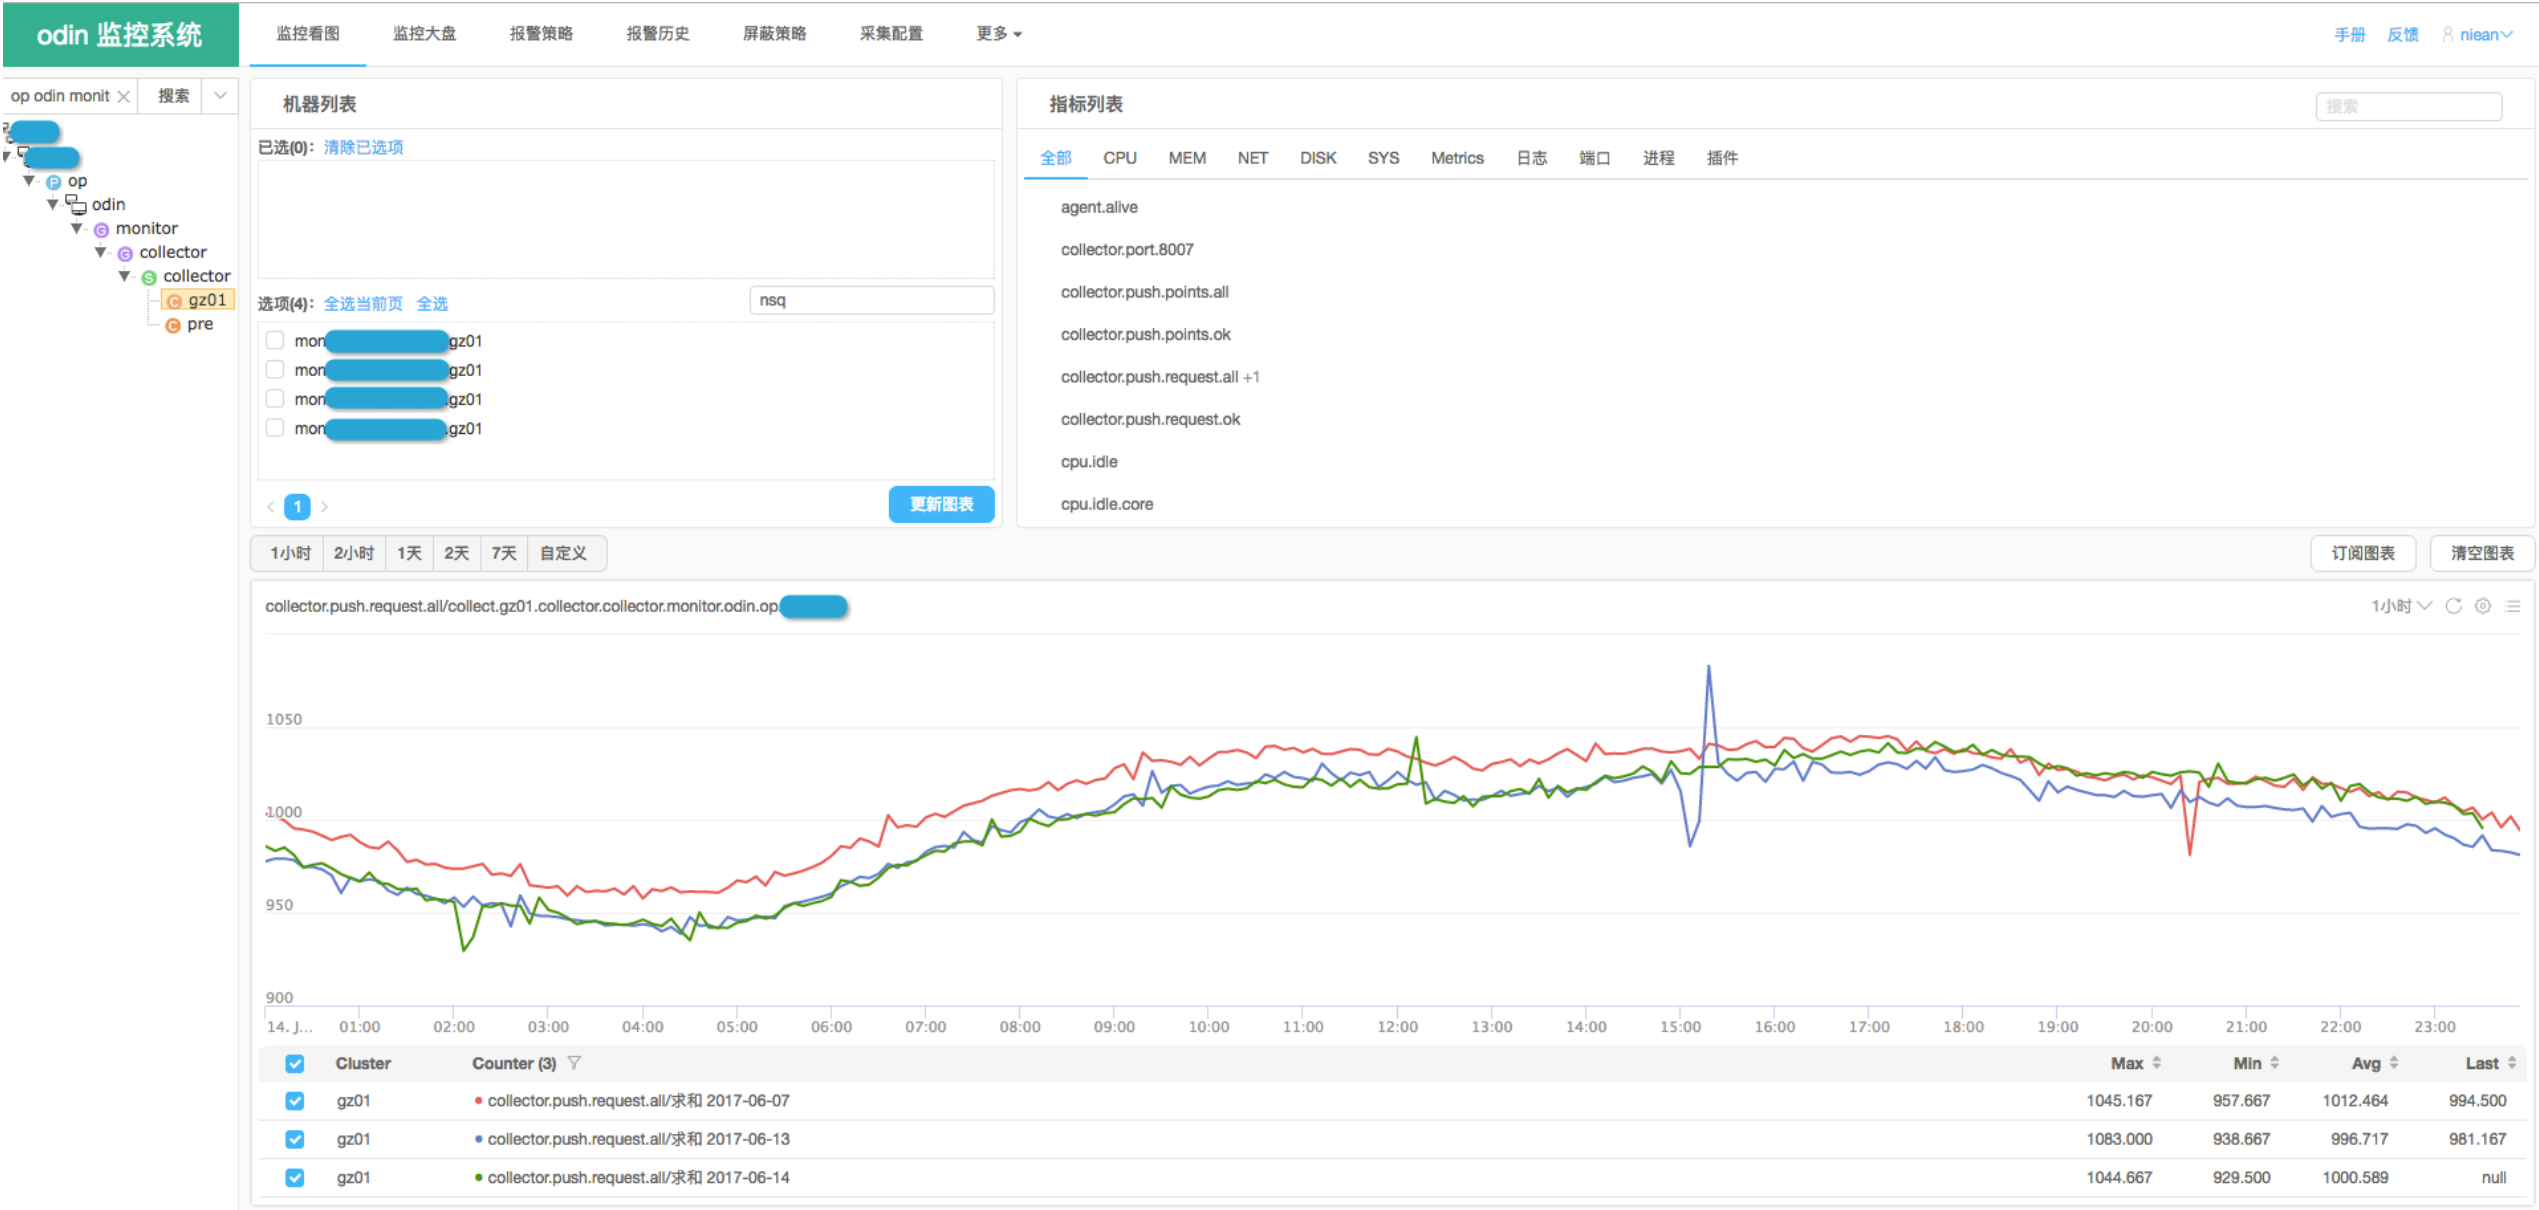 odin 监控系统
监控看图 监控大盘 报警策略 报警历史 屏蔽策略 采集配置 更多
手册 反馈 niean
op odin monit 搜索
op
odin
monitor
collector
collector
gz01
pre
机器列表
已选(0): 清除已选项
选项(4): 全选当前页 全选 nsq
mon gz01
mon gz01
mon .gz01
mon .gz01
1
更新图表
指标列表 搜索
全部 CPU MEM NET DISK SYS Metrics 日志 端口 进程 插件
agent.alive
collector.port.8007
collector.push.points.all
collector.push.points.ok
collector.push.request.all +1
collector.push.request.ok
cpu.idle
cpu.idle.core
1小时 2小时 1天 2天 7天 自定义 订阅图表 清空图表
collector.push.request.all/collect.gz01.collector.collector.monitor.odin.op 1小时
1050
1000
950
900
14. J... 01:00 02:00 03:00 04:00 05:00 06:00 07:00 08:00 09:00 10:00 11:00 12:00 13:00 14:00 15:00 16:00 17:00 18:00 19:00 20:00 21:00 22:00 23:00
Cluster Counter (3) Max Min Avg Last
gz01 collector.push.request.all/求和 2017-06-07 1045.167 957.667 1012.464 994.500
gz01 collector.push.request.all/求和 2017-06-13 1083.000 938.667 996.717 981.167
gz01 collector.push.request.all/求和 2017-06-14 1044.667 929.500 1000.589 null